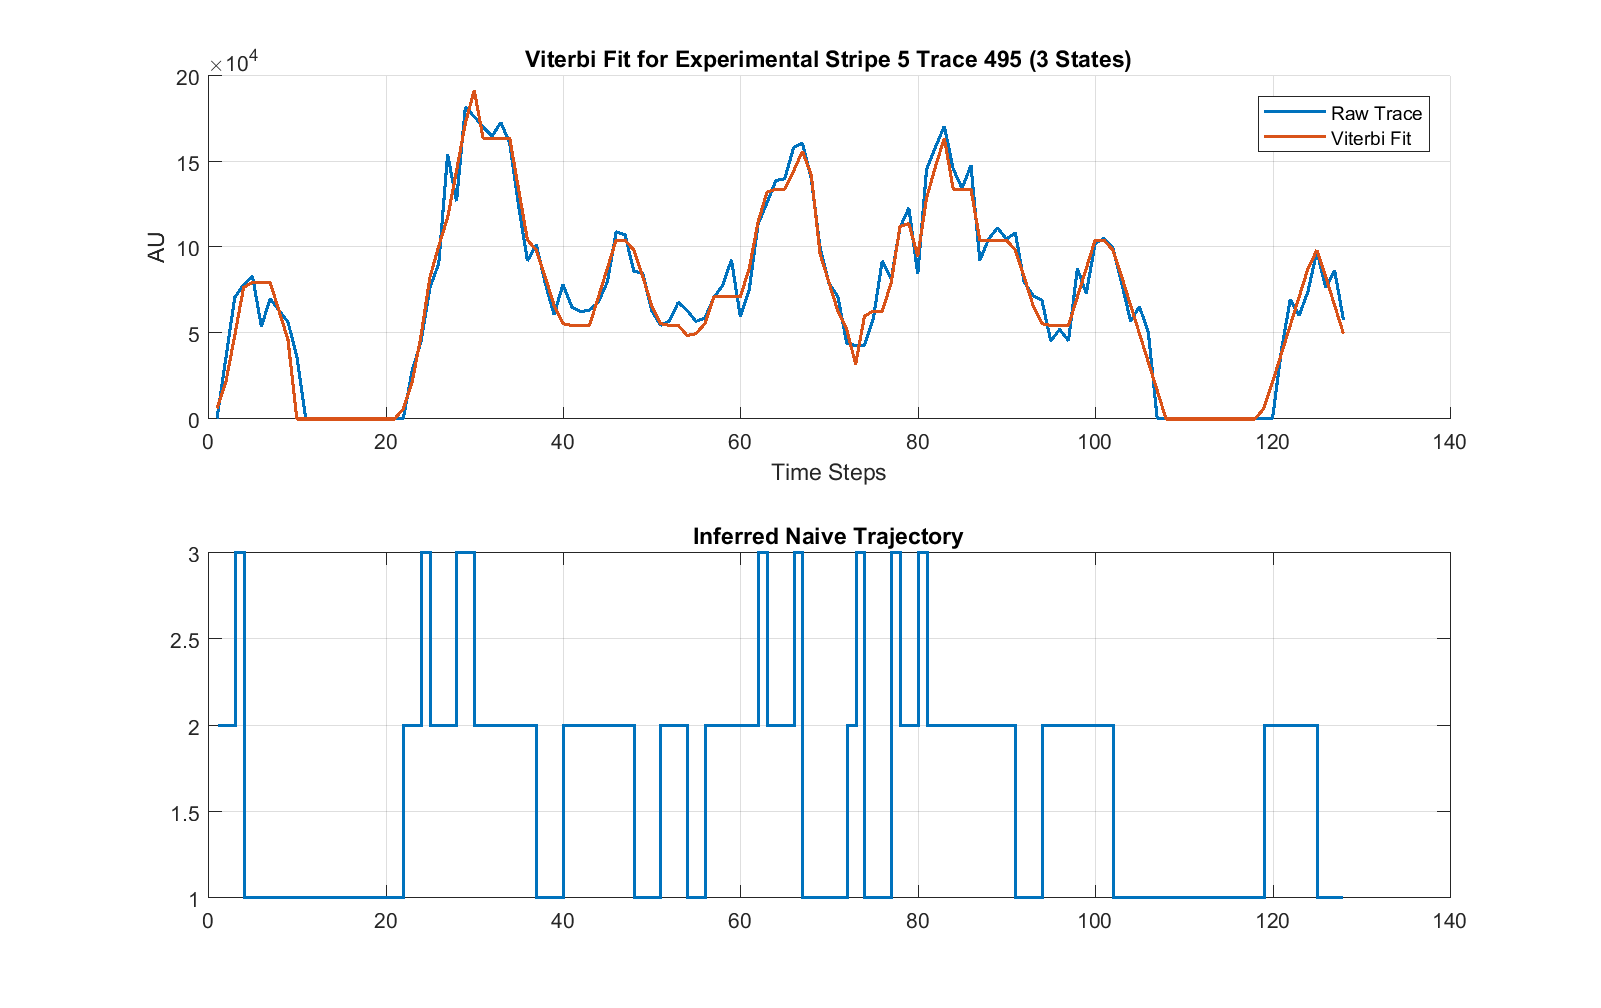 Viterbi Fit for Experimental Stripe 5 Trace 495 (3 States)
×10⁴
20
15
10
5
0
AU
Raw Trace
Viterbi Fit
0 20 40 60 80 100 120 140
Time Steps
Inferred Naive Trajectory
3
2.5
2
1.5
1
0 20 40 60 80 100 120 140